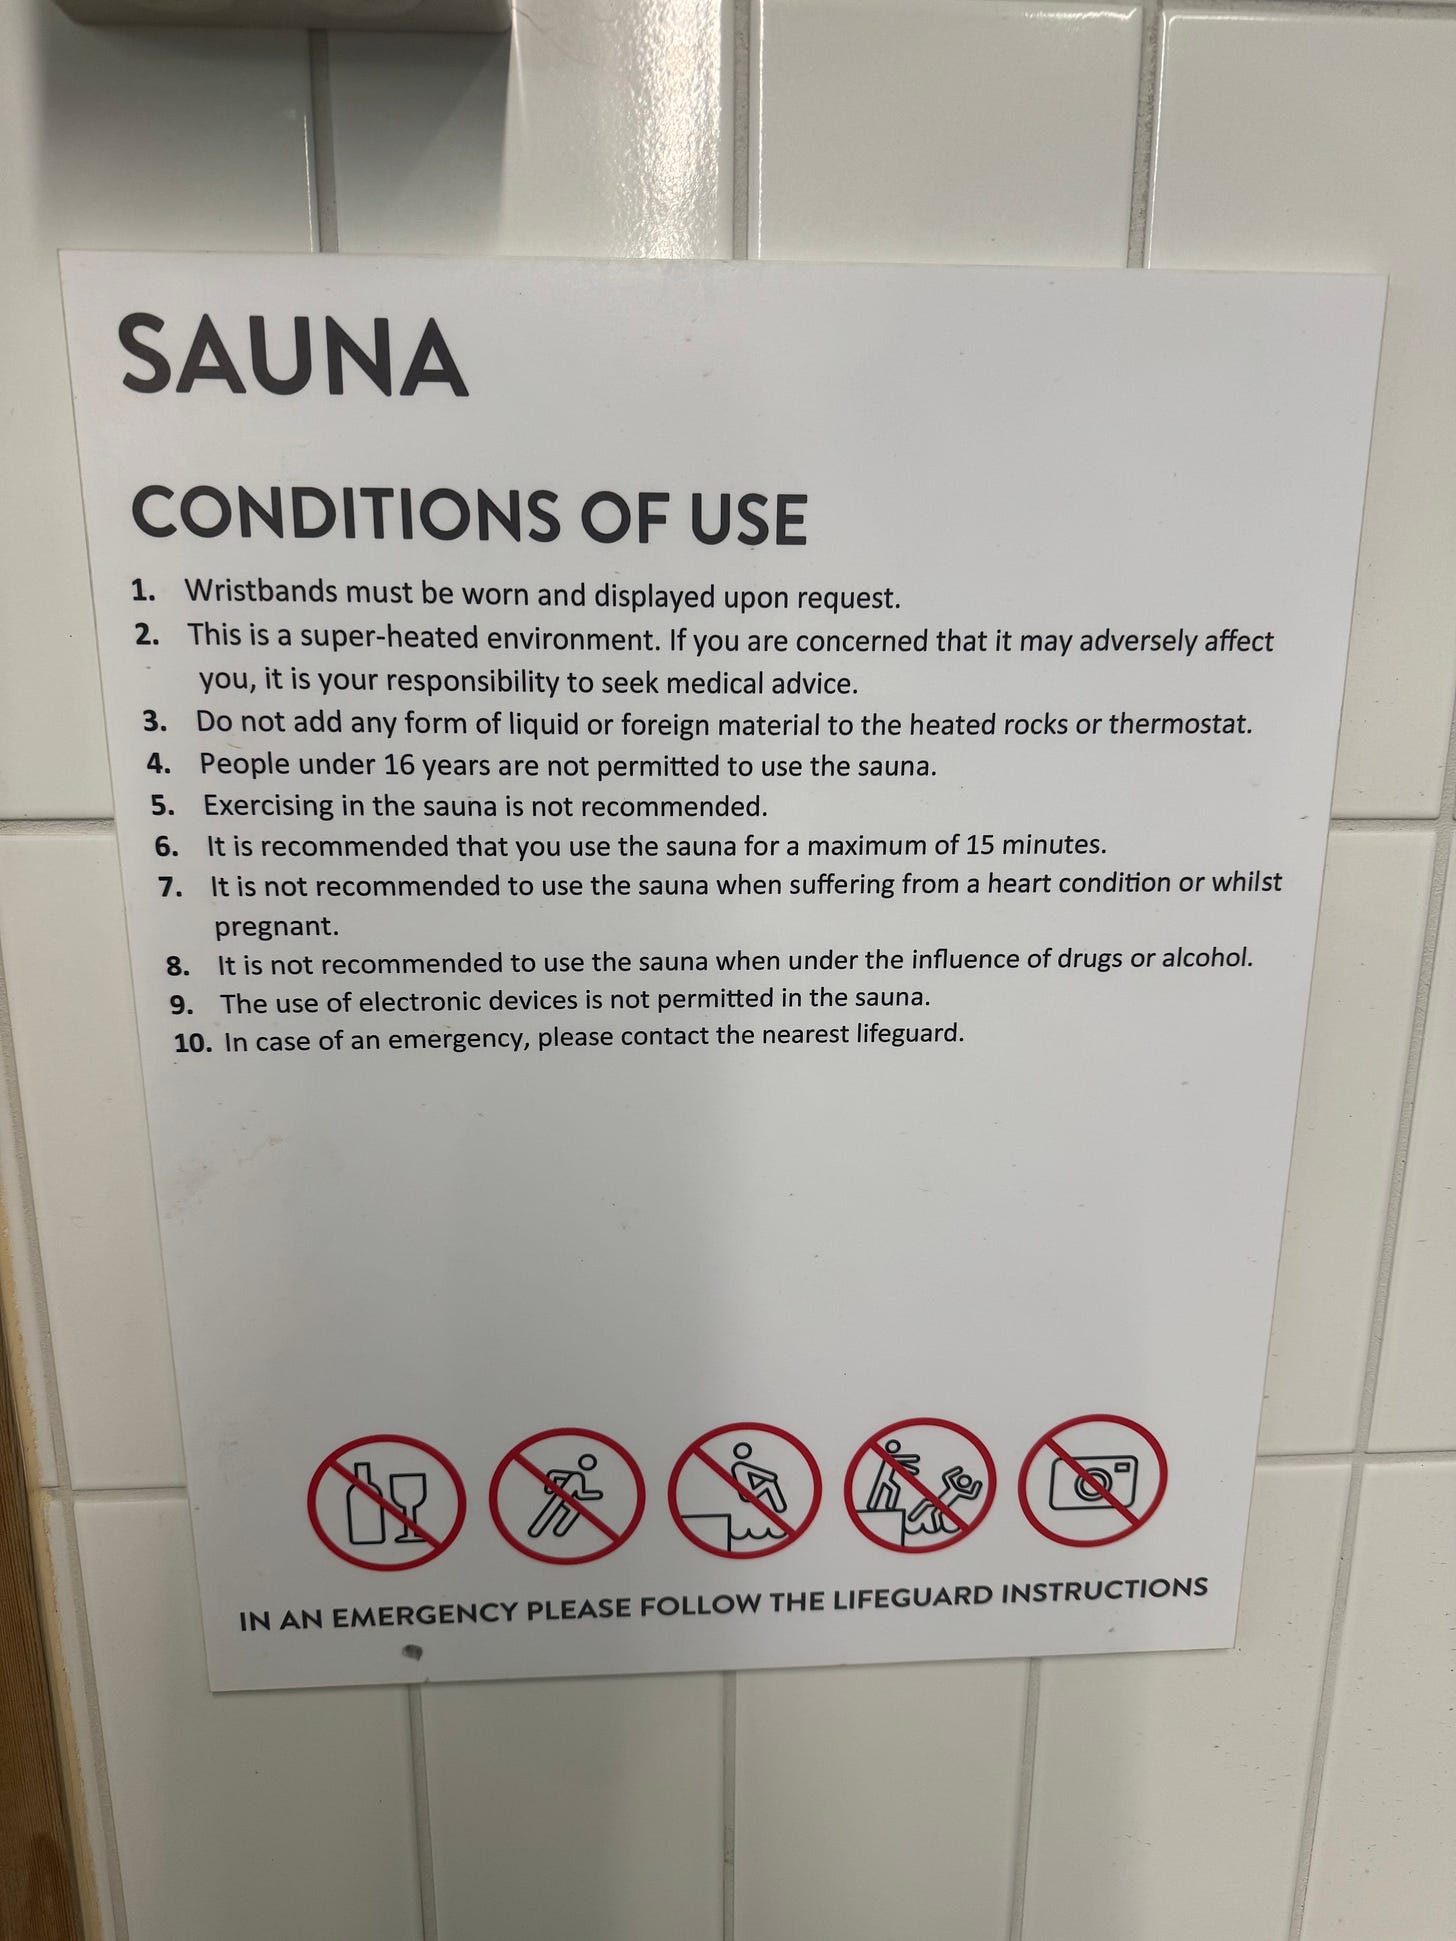 SAUNA
CONDITIONS OF USE
1. Wristbands must be worn and displayed upon request.
2. This is a super-heated environment. If you are concerned that it may adversely affect
you, it is your responsibility to seek medical advice.
3. Do not add any form of liquid or foreign material to the heated rocks or thermostat.
4. People under 16 years are not permitted to use the sauna.
5. Exercising in the sauna is not recommended.
6. It is recommended that you use the sauna for a maximum of 15 minutes.
7. It is not recommended to use the sauna when suffering from a heart condition or whilst
pregnant.
8. It is not recommended to use the sauna when under the influence of drugs or alcohol.
9. The use of electronic devices is not permitted in the sauna.
10. In case of an emergency, please contact the nearest lifeguard.
IN AN EMERGENCY PLEASE FOLLOW THE LIFEGUARD INSTRUCTIONS